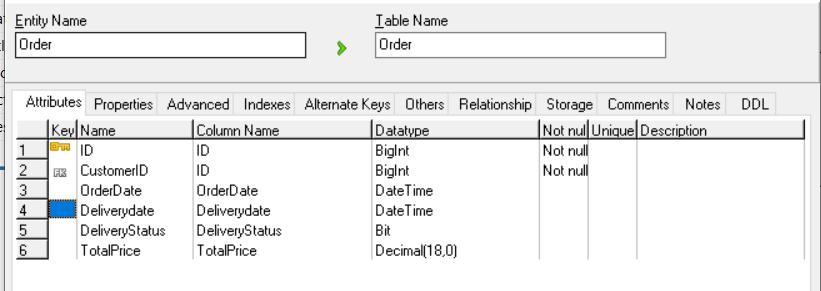 Entity Name
Table Name
Order
Order
Attributes Properties Advanced Indexes Alternate Keys Others Relationship Storage Comments Notes DDL
Key Name Column Name Datatype Not nul Unique Description
1 ID ID BigInt Not null
2 FK CustomerID ID BigInt Not null
3 OrderDate OrderDate DateTime
4 Deliverydate Deliverydate DateTime
5 DeliveryStatus DeliveryStatus Bit
6 TotalPrice TotalPrice Decimal(18,0)